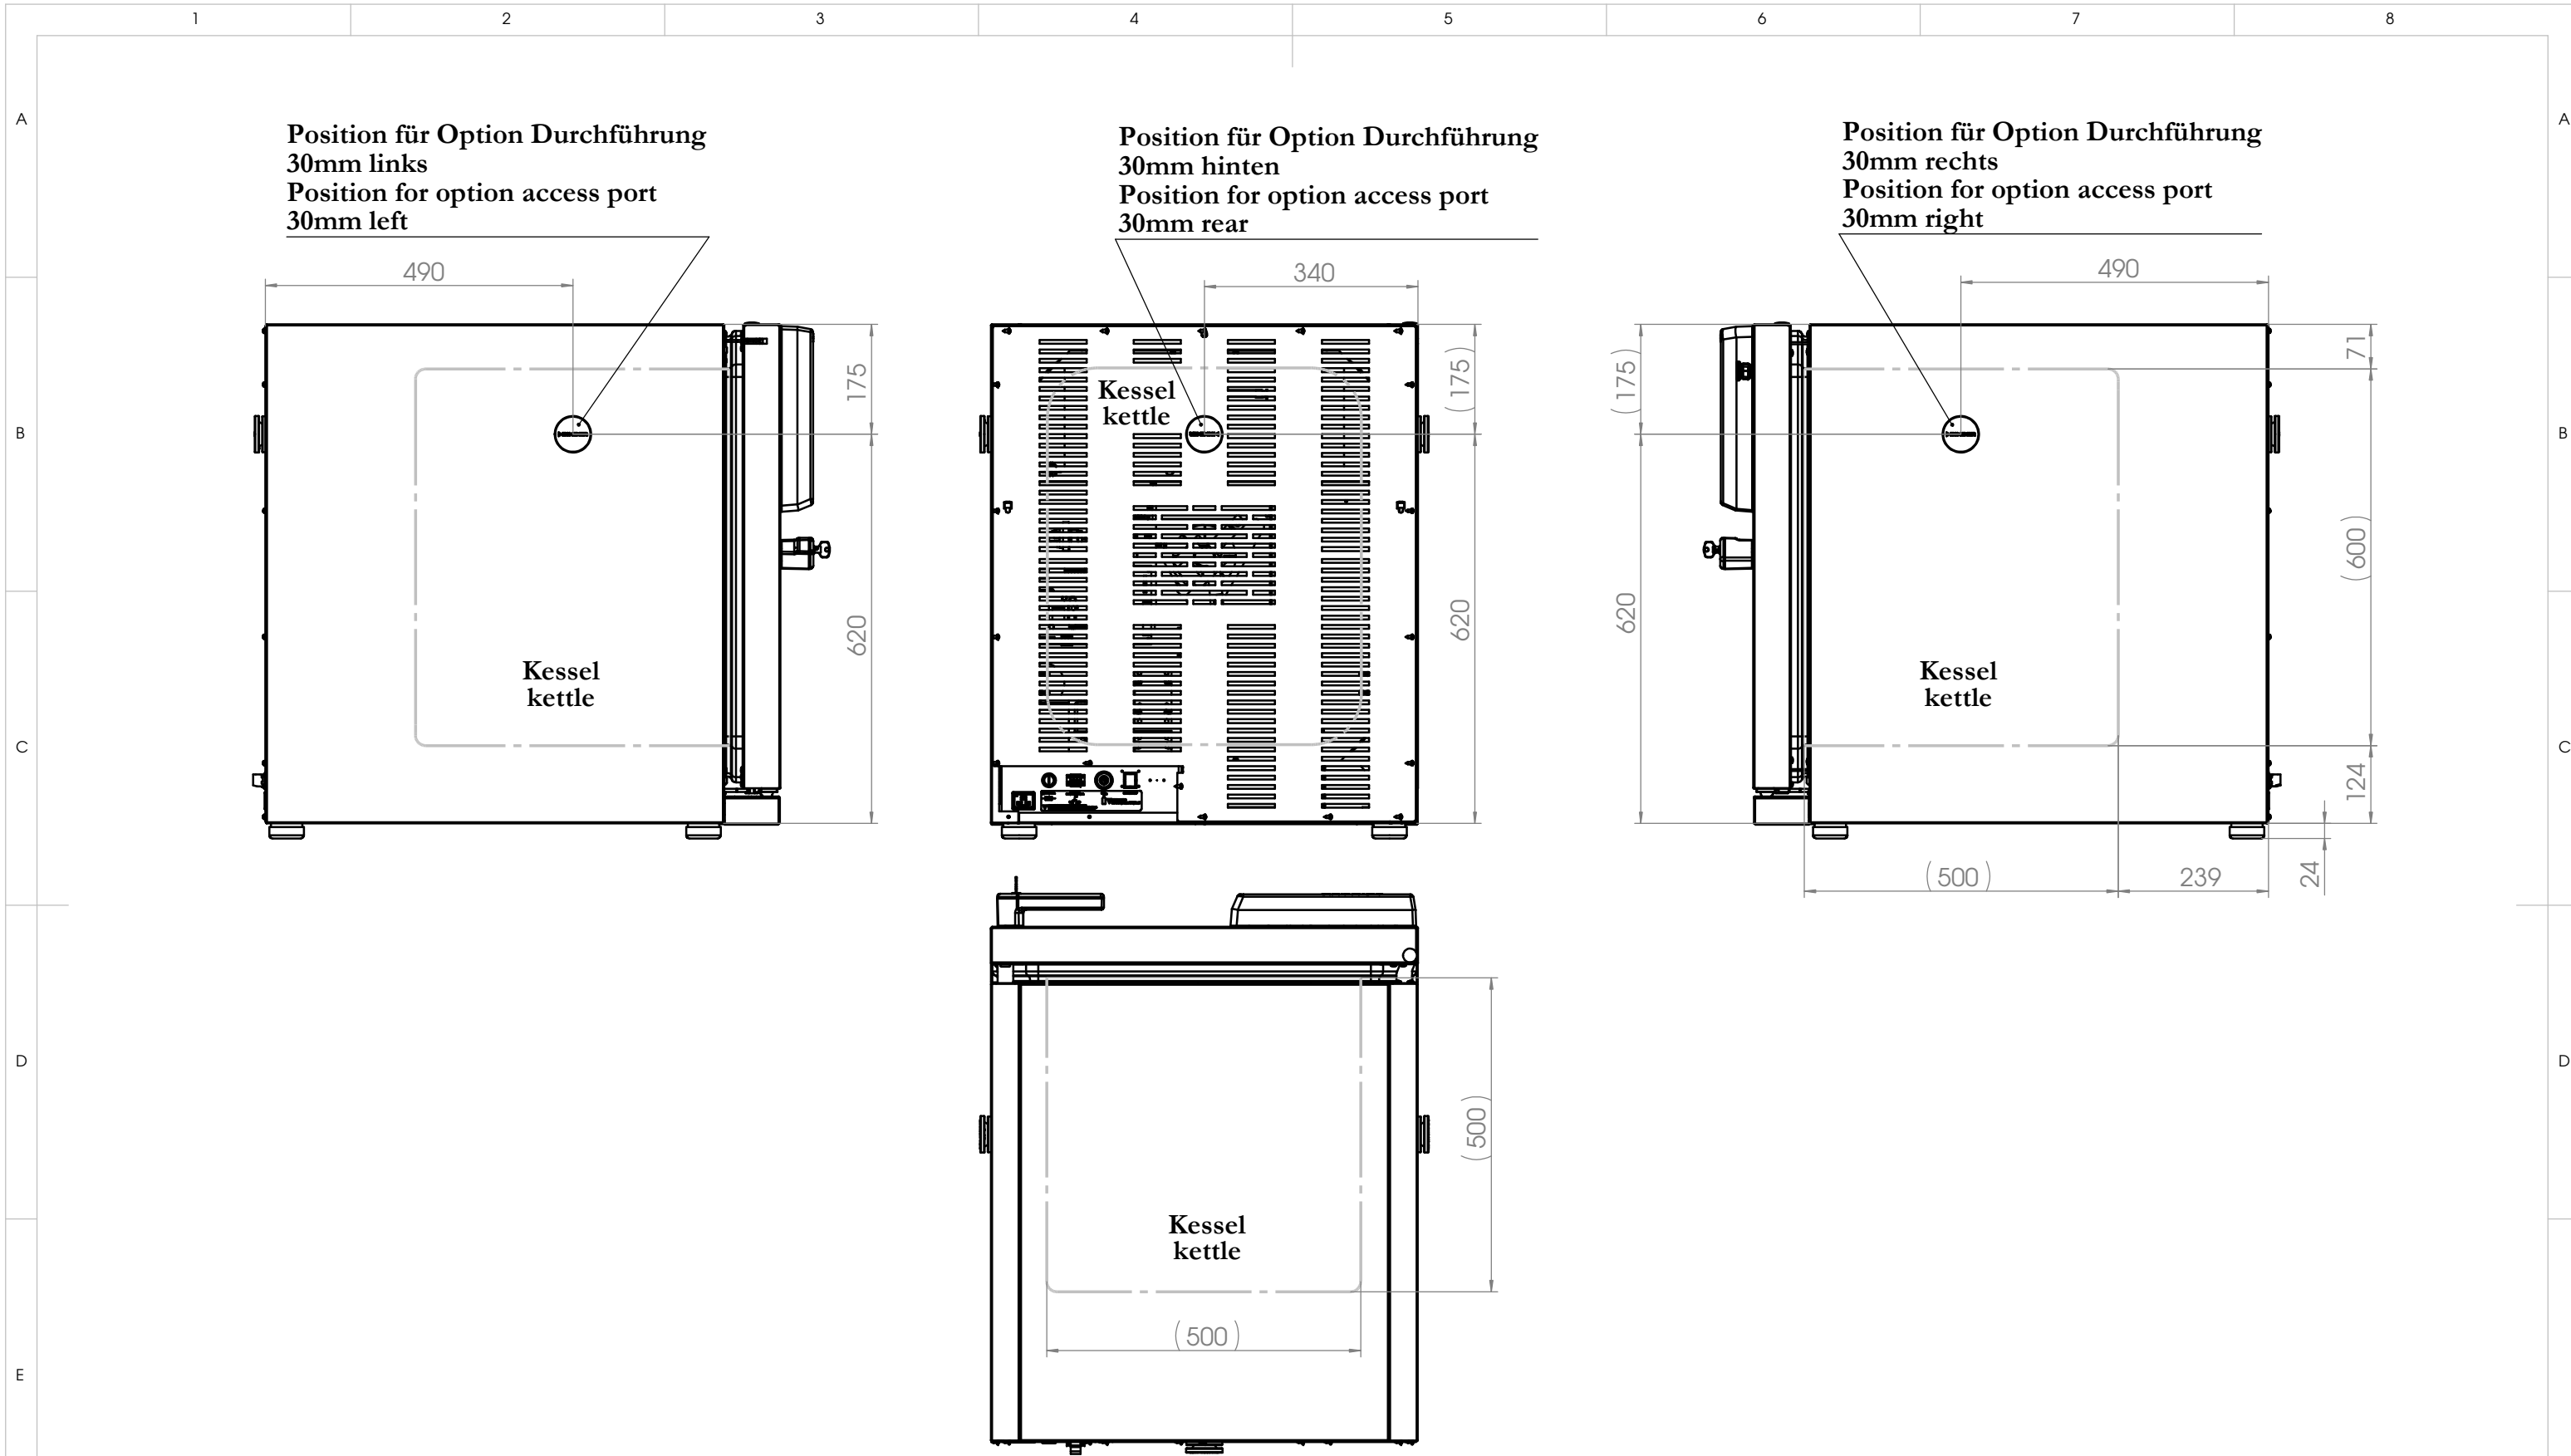 1 2 3 4 5 6 7 8
A A
Position für Option Durchführung
30mm links
Position for option access port
30mm left
Position für Option Durchführung
30mm hinten
Position for option access port
30mm rear
Position für Option Durchführung
30mm rechts
Position for option access port
30mm right
490
340
490
175
(175)
(175)
71
Kessel
kettle
B B
(600)
620
620
620
Kessel
kettle
Kessel
kettle
C C
124
(500)
239
24
D D
(500)
Kessel
kettle
(500)
E